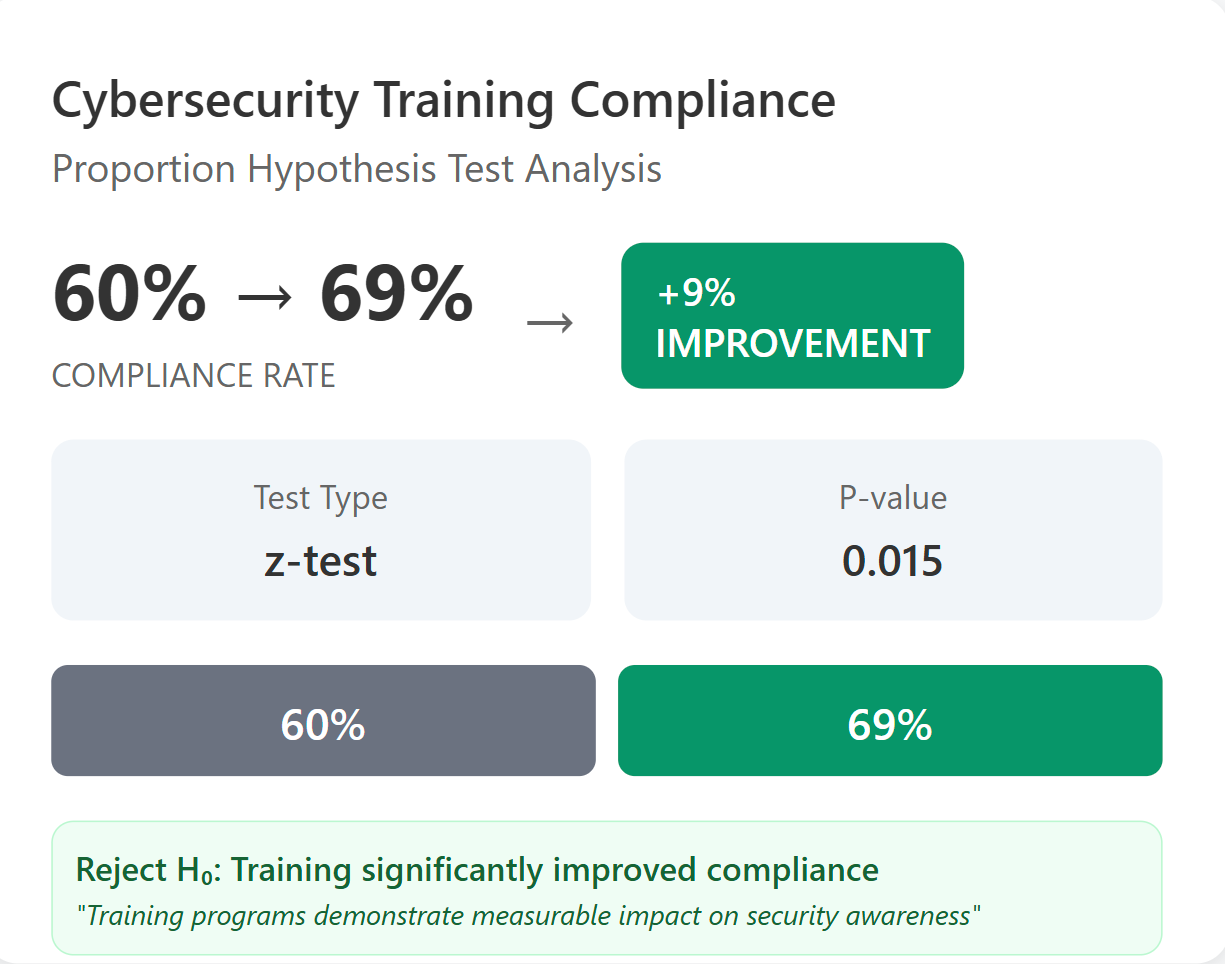 Cybersecurity Training Compliance
Proportion Hypothesis Test Analysis
60% → 69%
COMPLIANCE RATE
→
+9%
IMPROVEMENT
Test Type
z-test
P-value
0.015
60%
69%
Reject H₀: Training significantly improved compliance
"Training programs demonstrate measurable impact on security awareness"